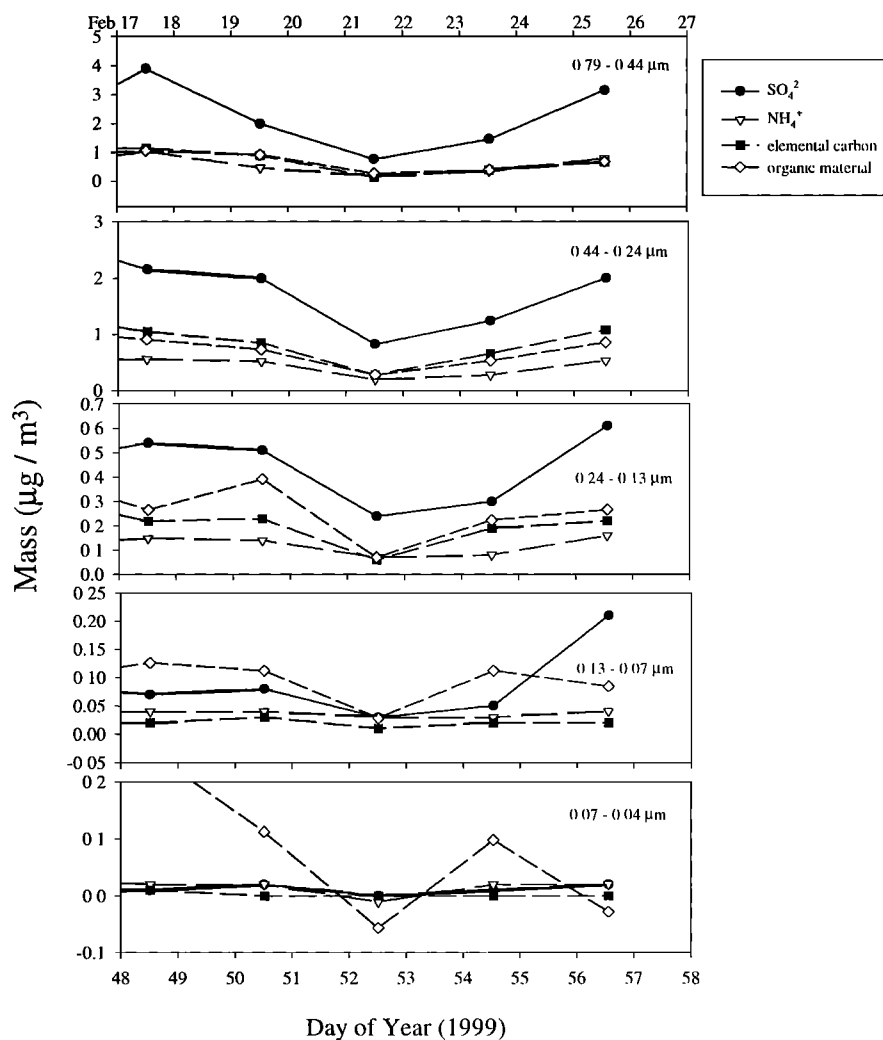 Feb 17 18 19 20 21 22 23 24 25 26 27
5
4
3
2
1
0
0 79 - 0 44 µm
SO₄²
NH₄⁺
elemental carbon
organic material
3
2
1
0
0 44 - 0 24 µm
0.7
0 6
0 5
0 4
0 3
0 2
0.1
0.0
0 24 - 0 13 µm
Mass (µg / m³)
0 25
0.20
0.15
0.10
0.05
0.00
-0 05
0 13 - 0 07 µm
0 2
0 1
0.0
-0.1
0 07 - 0 04 µm
48 49 50 51 52 53 54 55 56 57 58
Day of Year (1999)